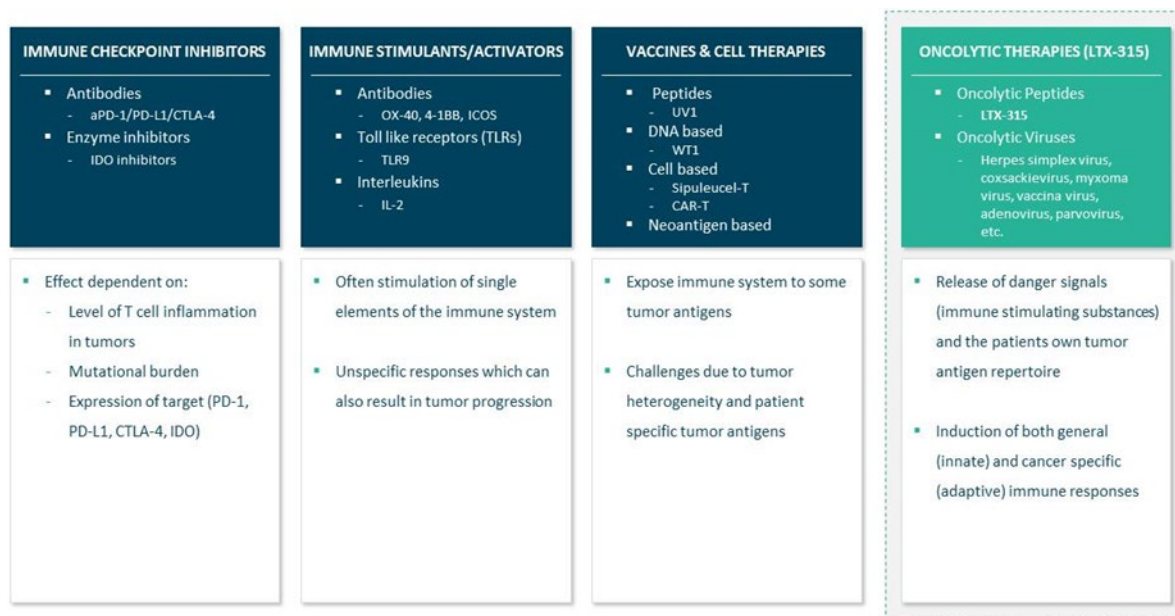 IMMUNE CHECKPOINT INHIBITORS
▪ Antibodies
- aPD-1/PD-L1/CTLA-4
▪ Enzyme inhibitors
- IDO inhibitors
▪ Effect dependent on:
- Level of T cell inflammation
in tumors
- Mutational burden
- Expression of target (PD-1,
PD-L1, CTLA-4, IDO)
IMMUNE STIMULANTS/ACTIVATORS
▪ Antibodies
- OX-40, 4-1BB, ICOS
▪ Toll like receptors (TLRs)
- TLR9
▪ Interleukins
- IL-2
▪ Often stimulation of single
elements of the immune system
▪ Unspecific responses which can
also result in tumor progression
VACCINES & CELL THERAPIES
▪ Peptides
- UV1
▪ DNA based
- WT1
▪ Cell based
- Sipuleucel-T
- CAR-T
▪ Neoantigen based
▪ Expose immune system to some
tumor antigens
▪ Challenges due to tumor
heterogeneity and patient
specific tumor antigens
ONCOLYTIC THERAPIES (LTX-315)
▪ Oncolytic Peptides
- LTX-315
▪ Oncolytic Viruses
- Herpes simplex virus,
coxsackievirus, myxoma
virus, vaccina virus,
adenovirus, parvovirus,
etc.
▪ Release of danger signals
(immune stimulating substances)
and the patients own tumor
antigen repertoire
▪ Induction of both general
(innate) and cancer specific
(adaptive) immune responses